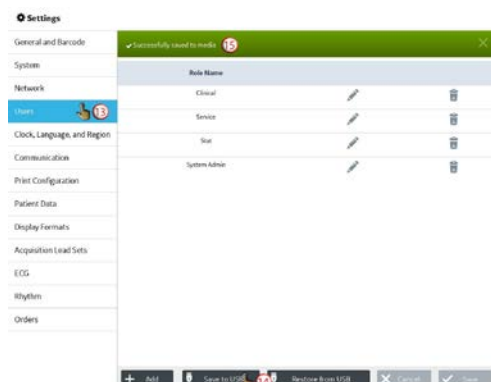 Settings
General and Barcode
System
Network
Users
Clock, Language, and Region
Communication
Print Configuration
Patient Data
Display Formats
Acquisition Lead Sets
ECG
Rhythm
Orders
13
Successfully saved to media 15
Role Name
Clinical
Service
Stat
System Admin
Add
Save to USB
14
Restore from USB
Cancel
Save